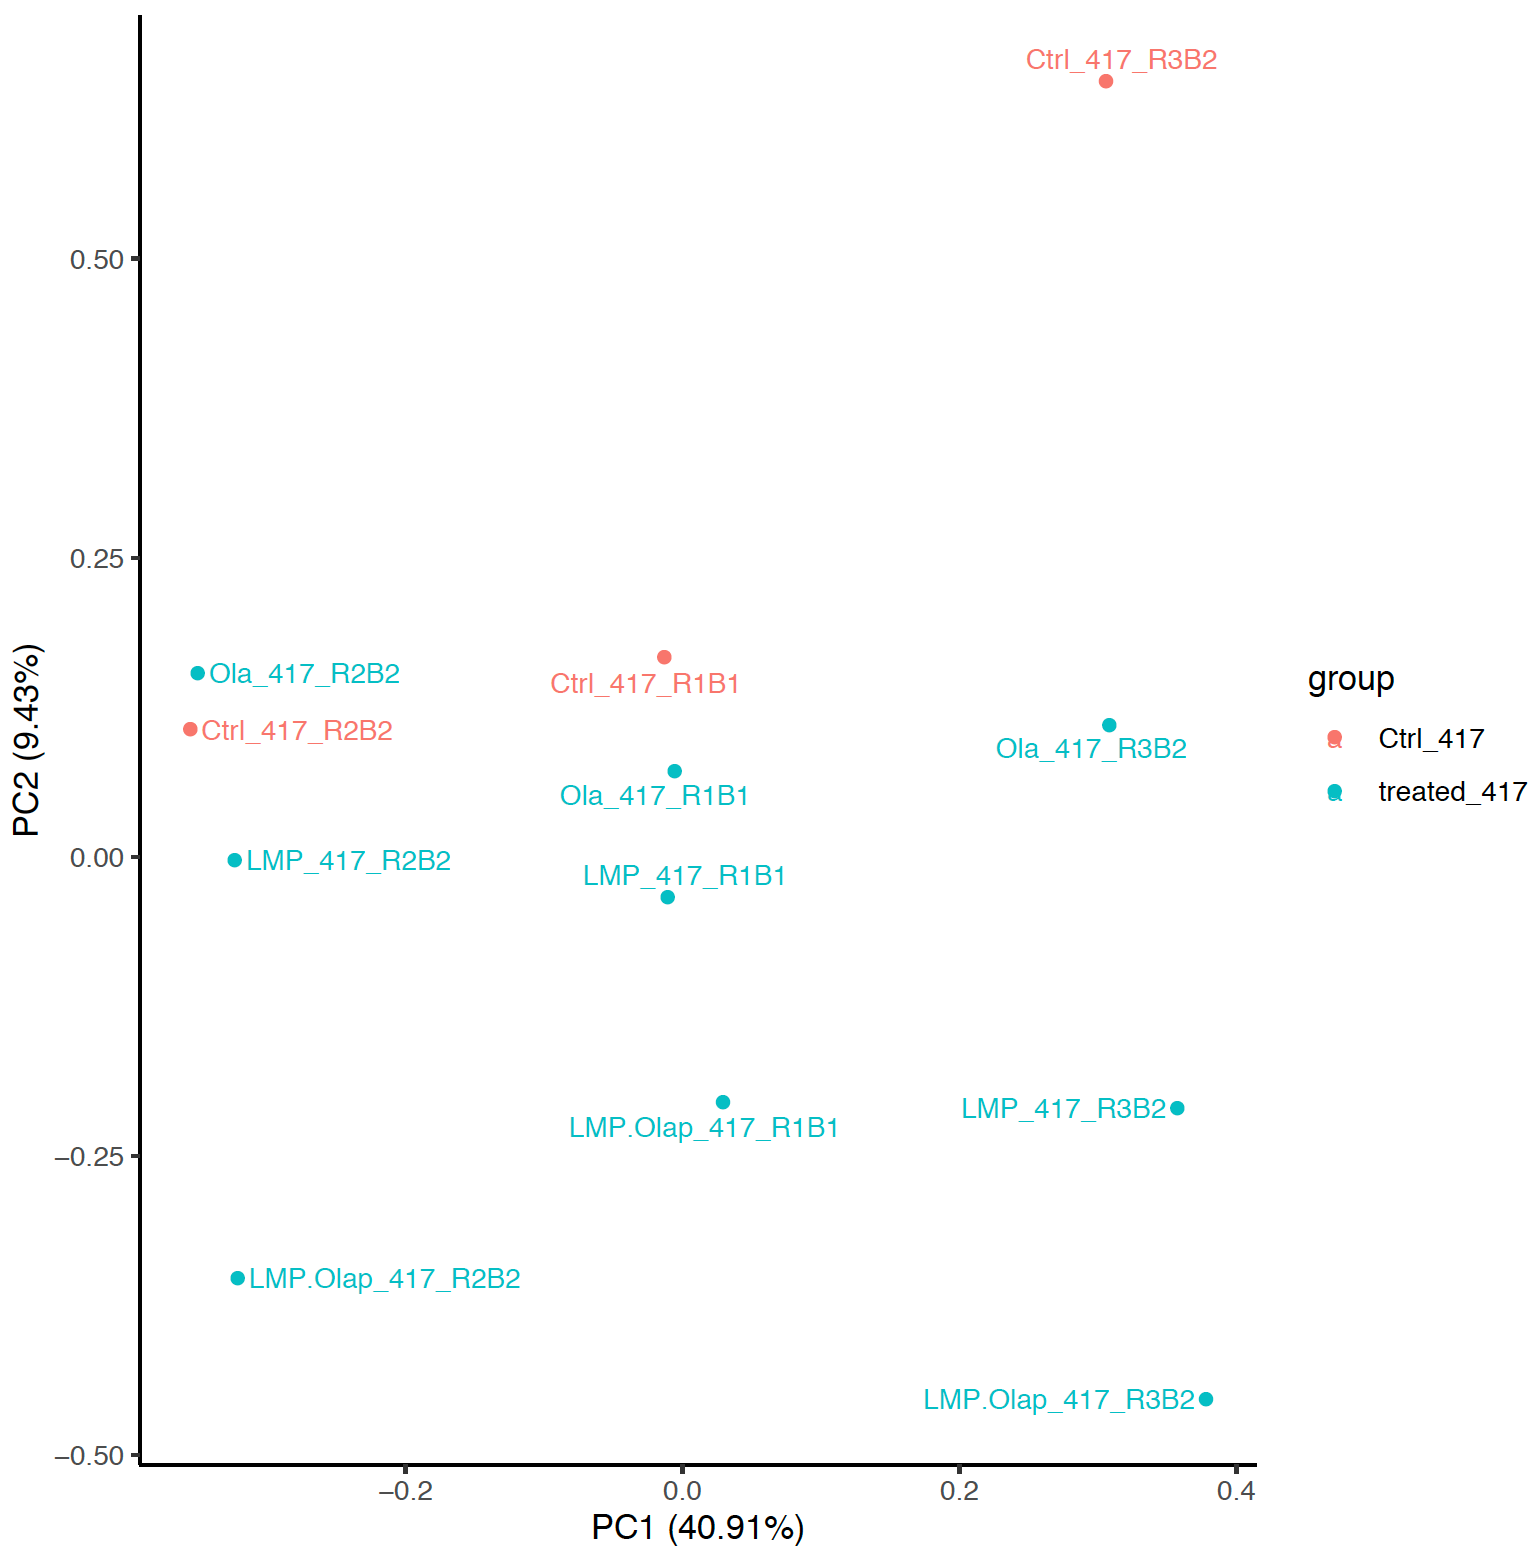 Ctrl_417_R3B2
0.50
0.25
Ola_417_R2B2
Ctrl_417_R1B1
Ctrl_417_R2B2
Ola_417_R3B2
Ola_417_R1B1
LMP_417_R2B2
LMP_417_R1B1
0.00
LMP.Olap_417_R1B1
LMP_417_R3B2
−0.25
LMP.Olap_417_R2B2
LMP.Olap_417_R3B2
−0.50
−0.2
0.0
0.2
0.4
PC1 (40.91%)
PC2 (9.43%)
group
a Ctrl_417
a treated_417